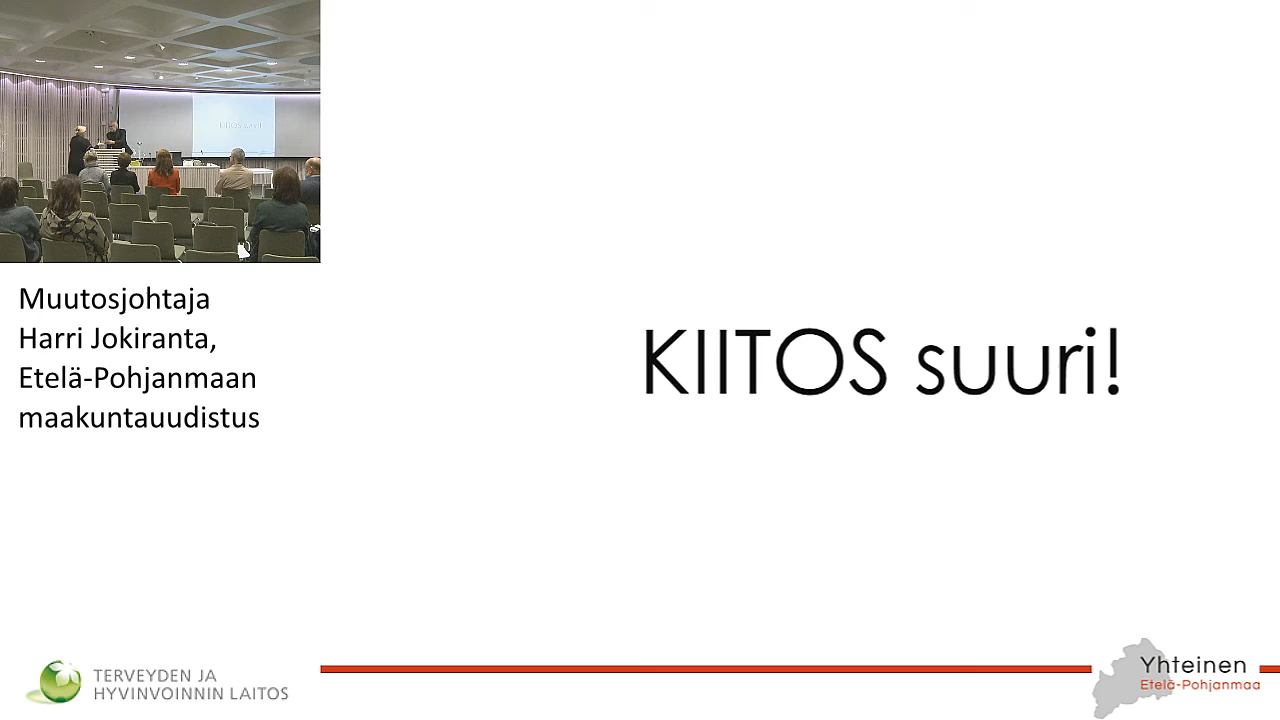 Muutosjohtaja
Harri Jokiranta,
Etelä-Pohjanmaan
maakuntauudistus
KIITOS suuri!
TERVEYDEN JA
HYVINVOINNIN LAITOS
Yhteinen
Etelä-Pohjanmaa